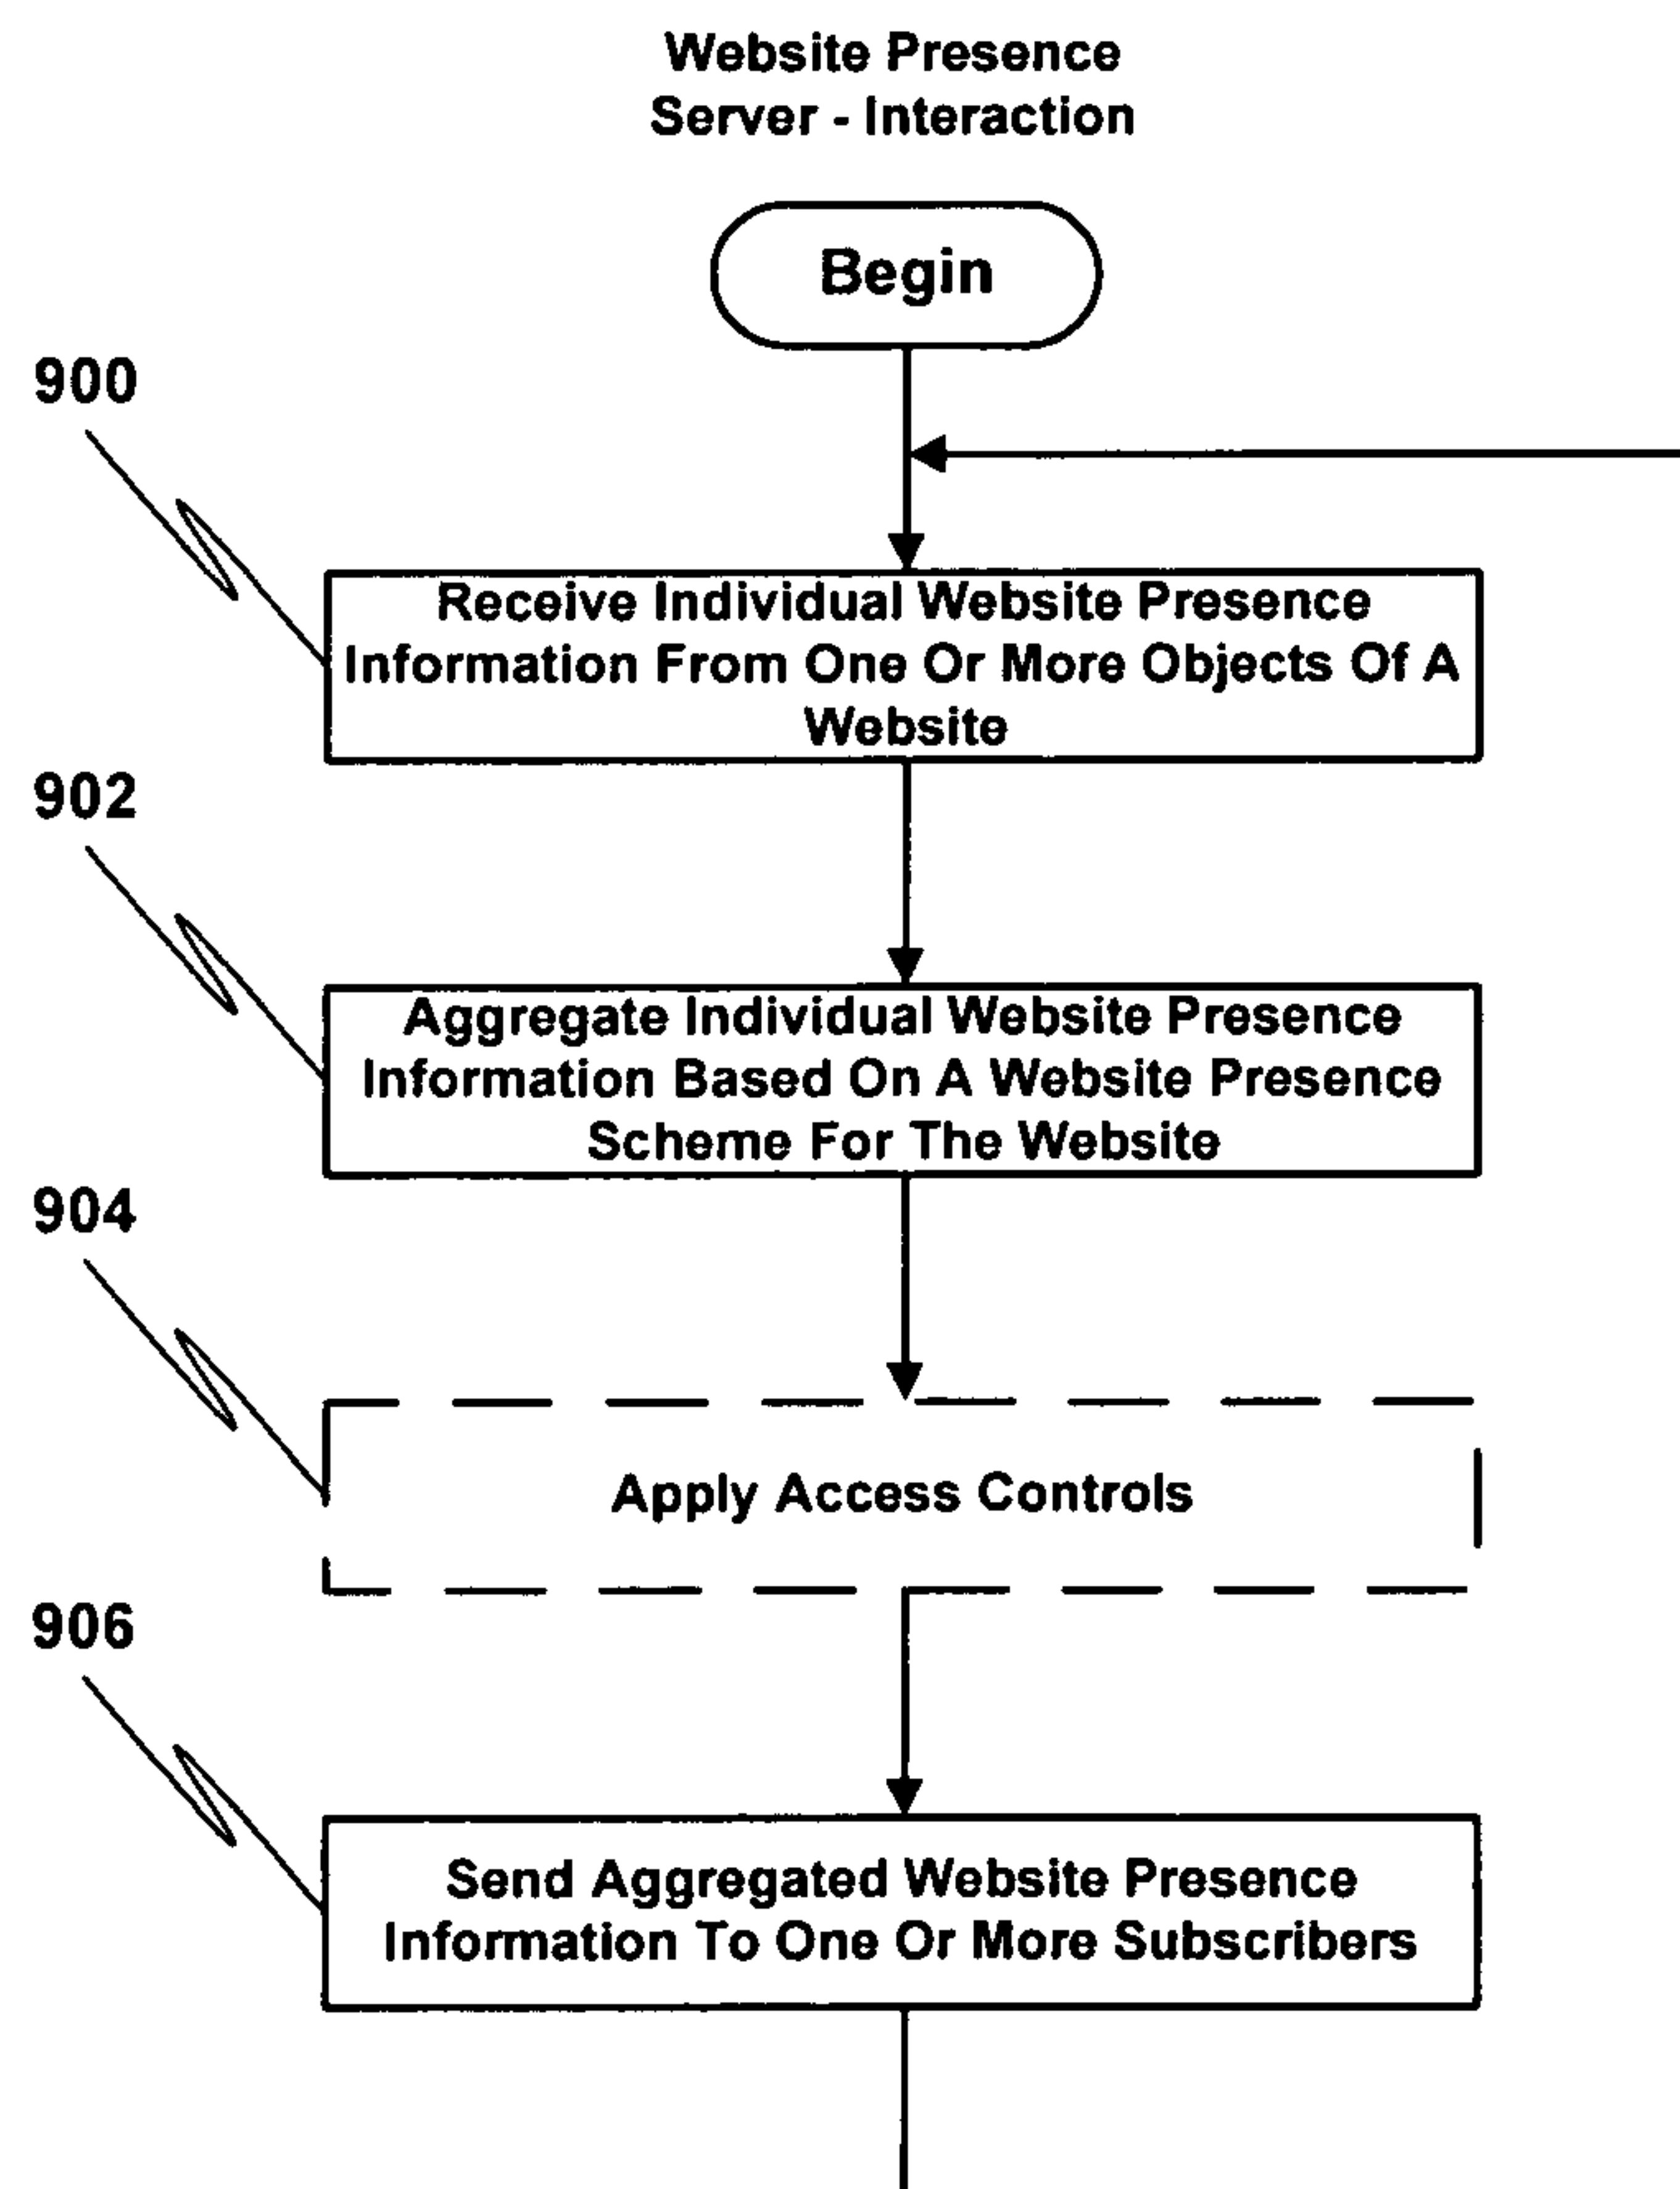 Website Presence
Server - Interaction
Begin
900
Receive Individual Website Presence
Information From One Or More Objects Of A
Website
902
Aggregate Individual Website Presence
Information Based On A Website Presence
Scheme For The Website
904
Apply Access Controls
906
Send Aggregated Website Presence
Information To One Or More Subscribers